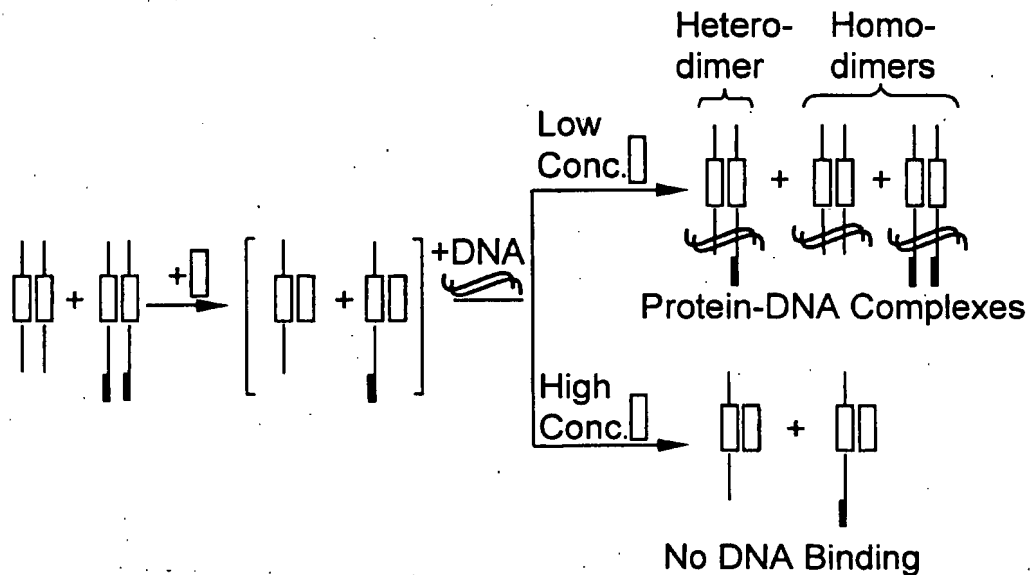 Hetero-
dimer
Homo-
dimers
Low
Conc.
+ +
+DNA
+ + +
Protein-DNA Complexes
High
Conc.
+
No DNA Binding